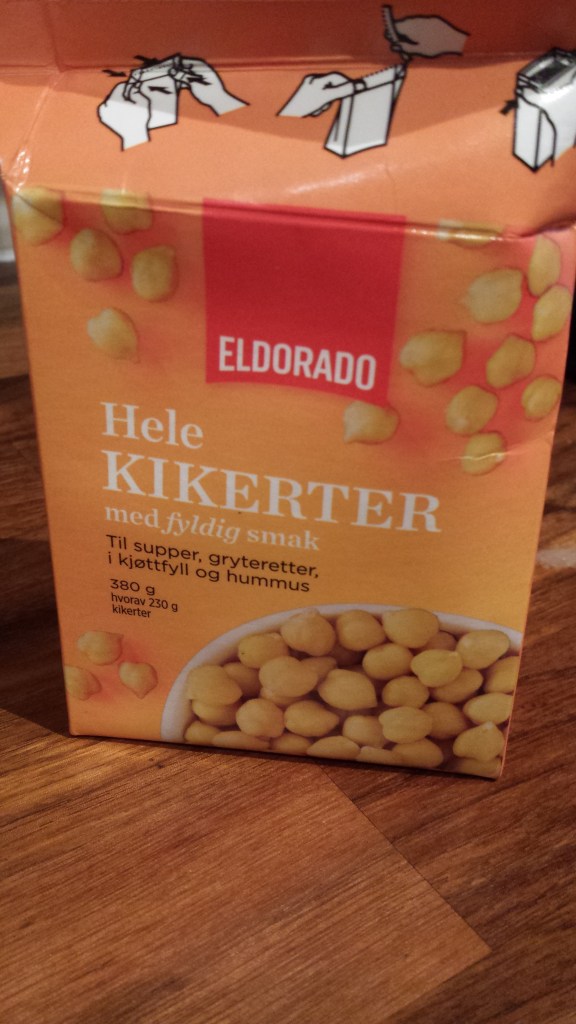 ELDORADO
Hele
KIKERTER
med fyldig smak
Til supper, gryteretter,
i kjøttfyll og hummus
380 g
hvorav 230 g
kikerter